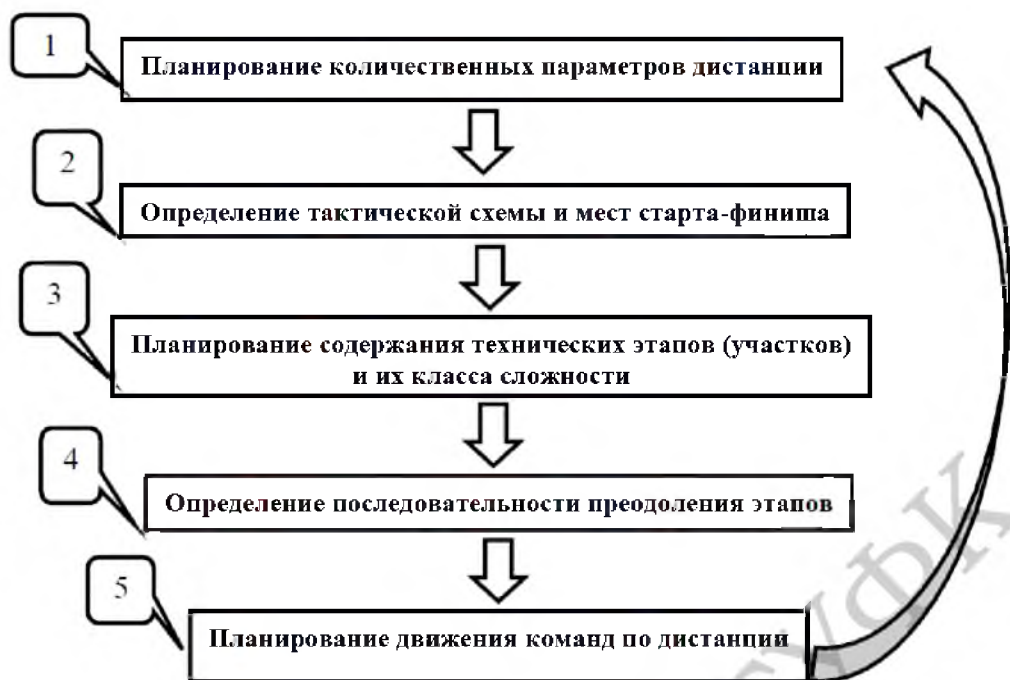 1
Планирование количественных параметров дистанции
2
Определение тактической схемы и мест старта-финиша
3
Планирование содержания технических этапов (участков)
и их класса сложности
4
Определение последовательности преодоления этапов
5
Планирование движения команд по дистанции